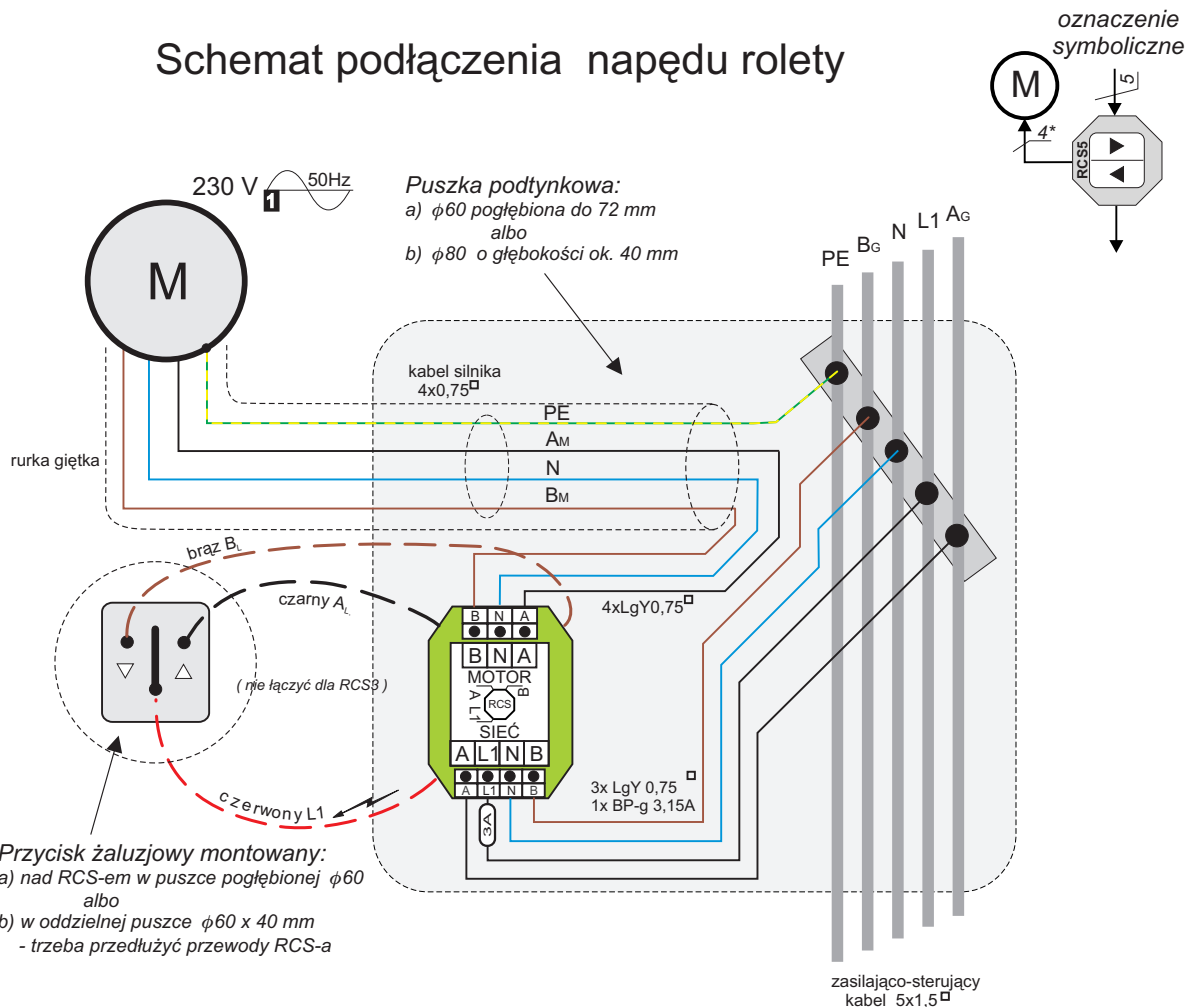 Schemat podłączenia napędu rolety
oznaczenie
symboliczne
M
5
4*
RCS5
230 V
1
50Hz
Puszka podtynkowa:
a) ϕ60 pogłębiona do 72 mm
albo
b) ϕ80 o głębokości ok. 40 mm
PE
BG
N
L1
AG
M
kabel silnika
4x0,75□
PE
AM
N
BM
rurka giętka
brąz BL
czarny AL
( nie łączyć dla RCS3 )
czerwony L1
4xLgY0,75□
B N A
B N A
MOTOR
A L1
RCS
B
SIEĆ
A L1 N B
A L1 N B
3A
3x LgY 0,75□
1x BP-g 3,15A
Przycisk żaluzjowy montowany:
a) nad RCS-em w puszce pogłębionej ϕ60
albo
b) w oddzielnej puszce ϕ60 x 40 mm
- trzeba przedłużyć przewody RCS-a
zasilająco-sterujący
kabel 5x1,5□